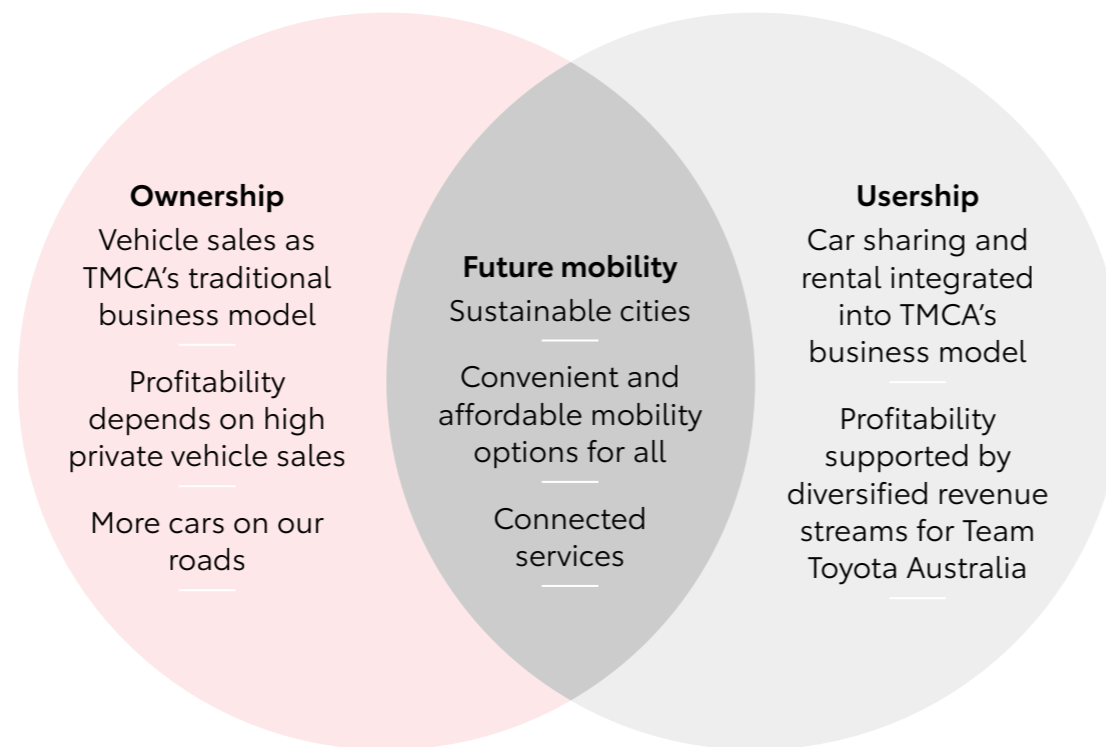 Ownership
Vehicle sales as
TMCA’s traditional
business model
Profitability
depends on high
private vehicle sales
More cars on our
roads
Future mobility
Sustainable cities
Convenient and
affordable mobility
options for all
Connected
services
Usership
Car sharing and
rental integrated
into TMCA’s
business model
Profitability
supported by
diversified revenue
streams for Team
Toyota Australia